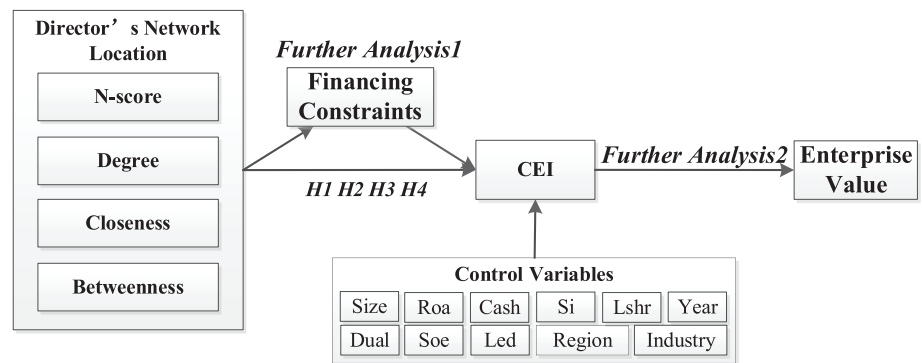 Director's Network
Location
N-score
Degree
Closeness
Betweenness
Further Analysis1
Financing
Constraints
H1 H2 H3 H4
CEI
Further Analysis2
Enterprise
Value
Control Variables
Size Roa Cash Si Lshr Year
Dual Soe Led Region Industry